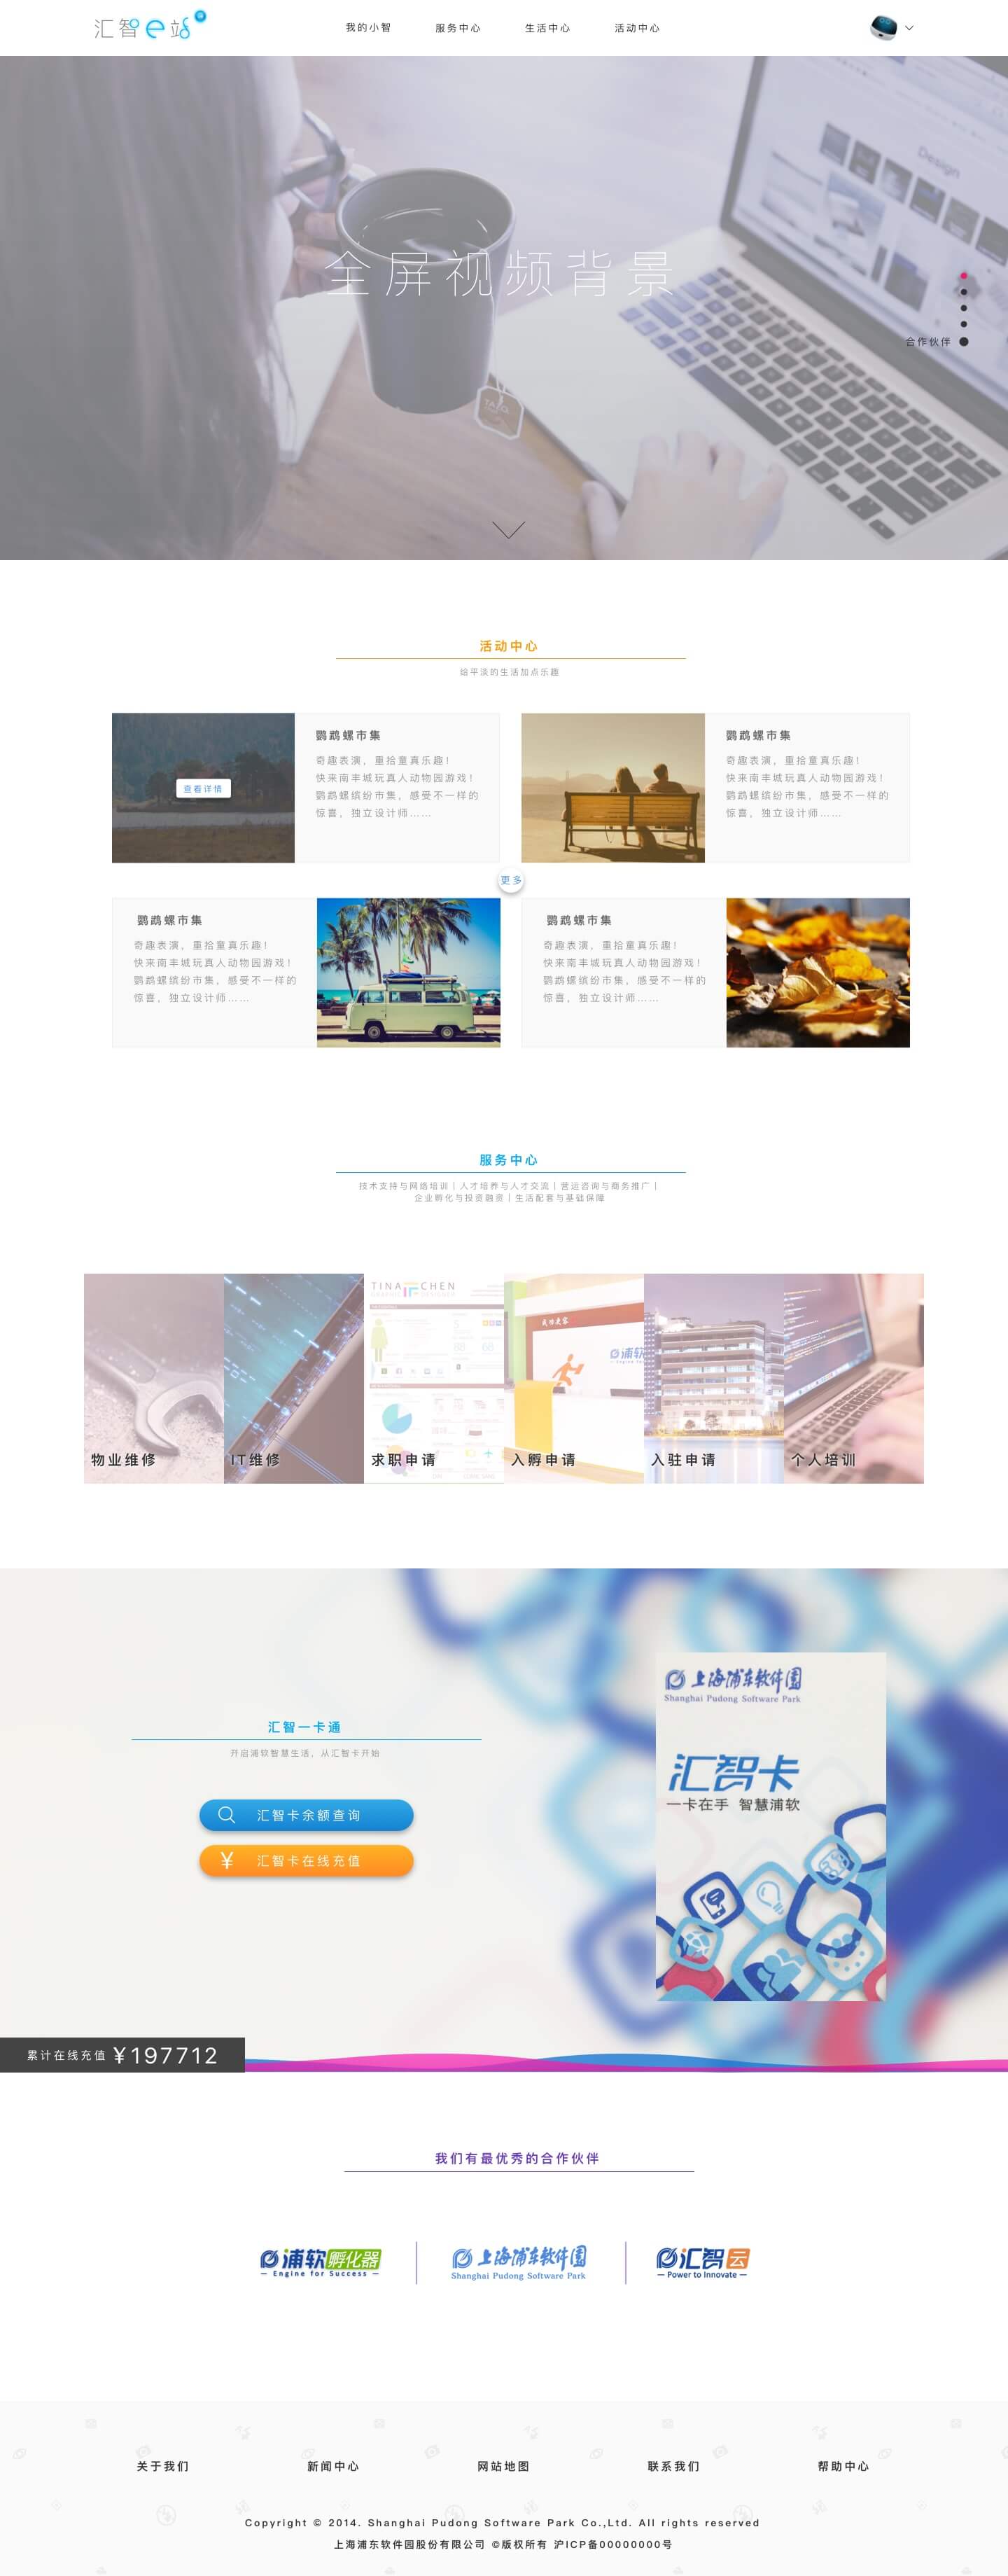 汇智e站
我的小智
服务中心
生活中心
活动中心
Design
全屏视频背景
合作伙伴
活动中心
给平淡的生活加点乐趣
查看详情
鹦鹉螺市集
奇趣表演，重拾童真乐趣！
快来南丰城玩真人动物园游戏！
鹦鹉螺缤纷市集，感受不一样的
惊喜，独立设计师……
鹦鹉螺市集
奇趣表演，重拾童真乐趣！
快来南丰城玩真人动物园游戏！
鹦鹉螺缤纷市集，感受不一样的
惊喜，独立设计师……
更多
鹦鹉螺市集
奇趣表演，重拾童真乐趣！
快来南丰城玩真人动物园游戏！
鹦鹉螺缤纷市集，感受不一样的
惊喜，独立设计师……
鹦鹉螺市集
奇趣表演，重拾童真乐趣！
快来南丰城玩真人动物园游戏！
鹦鹉螺缤纷市集，感受不一样的
惊喜，独立设计师……
服务中心
技术支持与网络培训丨人才培养与人才交流丨营运咨询与商务推广丨
企业孵化与投资融资丨生活配套与基础保障
TINA CHEN
浦软
物业维修
IT维修
求职申请
入孵申请
入驻申请
个人培训
上海浦东软件园
Shanghai Pudong Software Park
汇智卡
一卡在手 智慧浦软
汇智一卡通
开启浦软智慧生活，从汇智卡开始
汇智卡余额查询
¥ 汇智卡在线充值
累计在线充值 ¥197712
我们有最优秀的合作伙伴
浦软孵化器
— Engine for Success —
上海浦东软件园
Shanghai Pudong Software Park
汇智云
— Power to Innovate —
关于我们
新闻中心
网站地图
联系我们
帮助中心
Copyright © 2014. Shanghai Pudong Software Park Co.,Ltd. All rights reserved
上海浦东软件园股份有限公司 ©版权所有 沪ICP备00000000号